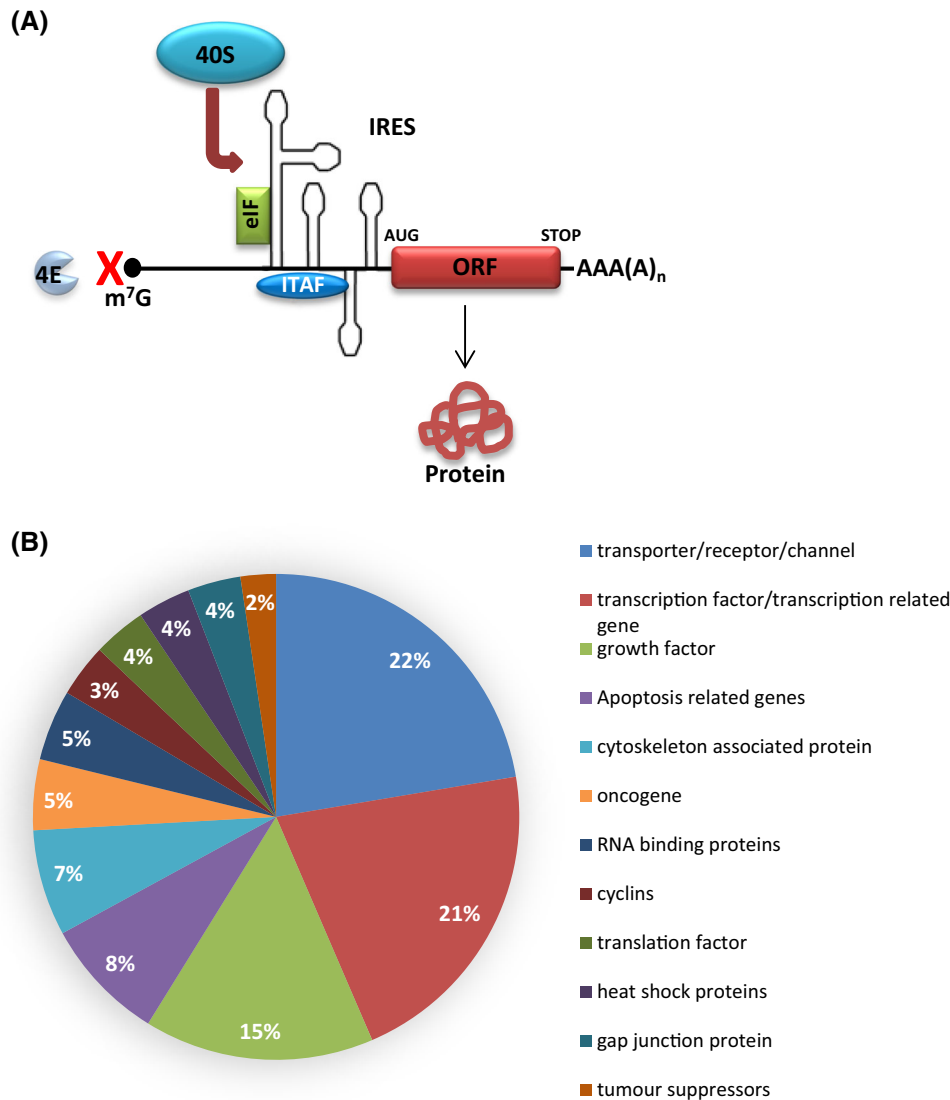 (A)
40S
IRES
eIF
AUG
STOP
4E
X
ORF
AAA(A)n
ITAF
m⁷G
Protein
(B)
transporter/receptor/channel
transcription factor/transcription related
gene
growth factor
Apoptosis related genes
cytoskeleton associated protein
oncogene
RNA binding proteins
cyclins
translation factor
heat shock proteins
gap junction protein
tumour suppressors
22%
21%
15%
8%
7%
5%
5%
3%
4%
4%
4%
2%